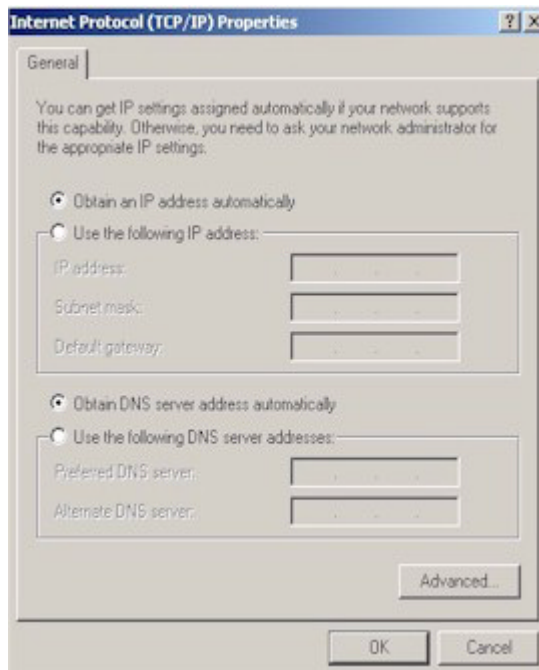 Internet Protocol (TCP/IP) Properties
General
You can get IP settings assigned automatically if your network supports
this capability. Otherwise, you need to ask your network administrator for
the appropriate IP settings.
Obtain an IP address automatically
Use the following IP address:
IP address:
Subnet mask:
Default gateway:
Obtain DNS server address automatically
Use the following DNS server addresses:
Preferred DNS server:
Alternate DNS server:
Advanced...
OK Cancel